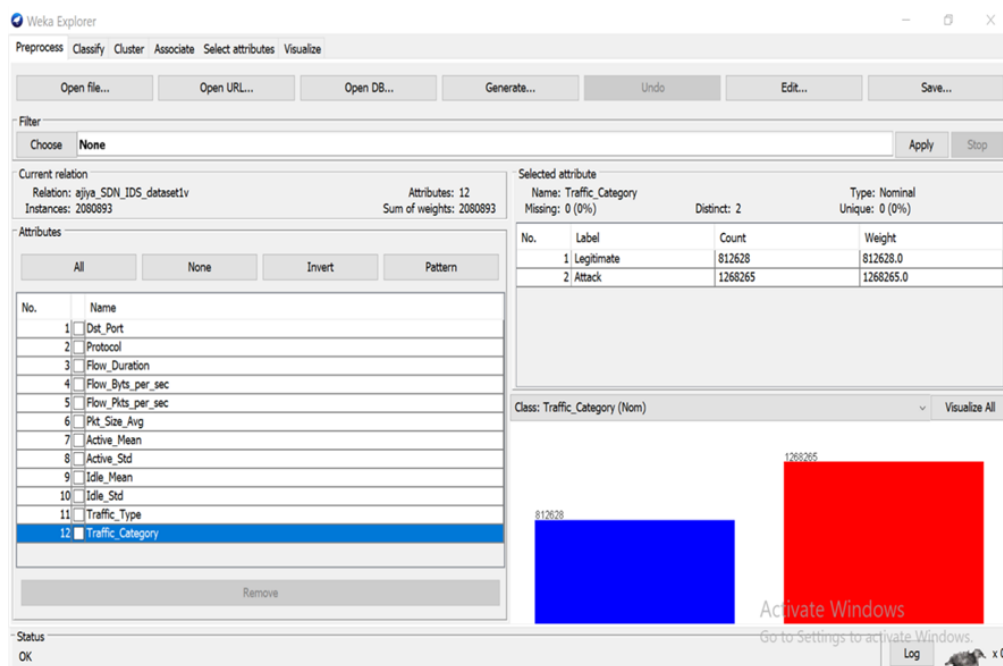 Weka Explorer
Preprocess Classify Cluster Associate Select attributes Visualize
Open file... Open URL... Open DB... Generate... Undo Edit... Save...
Filter
Choose None Apply Stop
Current relation
Relation: ajiya_SDN_IDS_dataset1v Attributes: 12
Instances: 2080893 Sum of weights: 2080893
Attributes
All None Invert Pattern
No. Name
1 Dst_Port
2 Protocol
3 Flow_Duration
4 Flow_Byts_per_sec
5 Flow_Pkts_per_sec
6 Pkt_Size_Avg
7 Active_Mean
8 Active_Std
9 Idle_Mean
10 Idle_Std
11 Traffic_Type
12 Traffic_Category
Remove
Selected attribute
Name: Traffic_Category Type: Nominal
Missing: 0 (0%) Distinct: 2 Unique: 0 (0%)
No. Label Count Weight
1 Legitimate 812628 812628.0
2 Attack 1268265 1268265.0
Class: Traffic_Category (Nom) Visualize All
812628
1268265
Activate Windows
Go to Settings to activate Windows.
Status
OK
Log
x 0